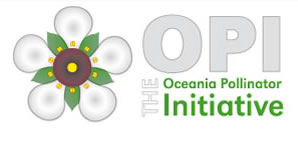 OPI
THE
Oceania Pollinator
Initiative